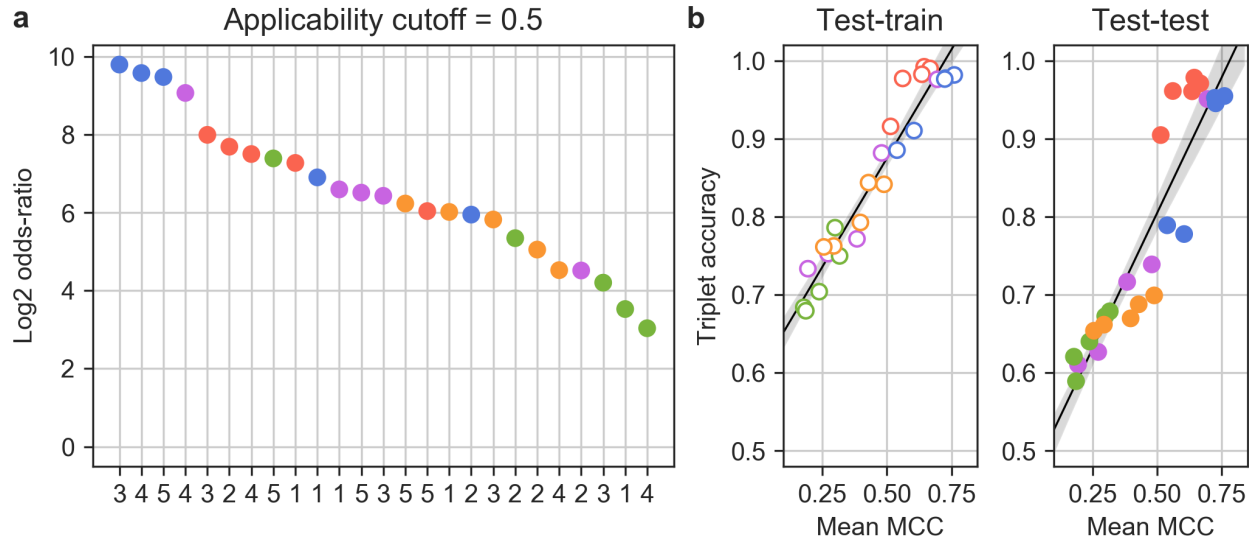 a
Applicability cutoff = 0.5
Log2 odds-ratio
10
8
6
4
2
0
3 4 5 4 3 2 4 5 1 1 1 5 3 5 5 1 2 3 2 2 4 2 3 1 4
b
Test-train
Test-test
Triplet accuracy
1.0
0.9
0.8
0.7
0.6
0.5
0.25 0.50 0.75
Mean MCC
1.0
0.9
0.8
0.7
0.6
0.5
0.25 0.50 0.75
Mean MCC